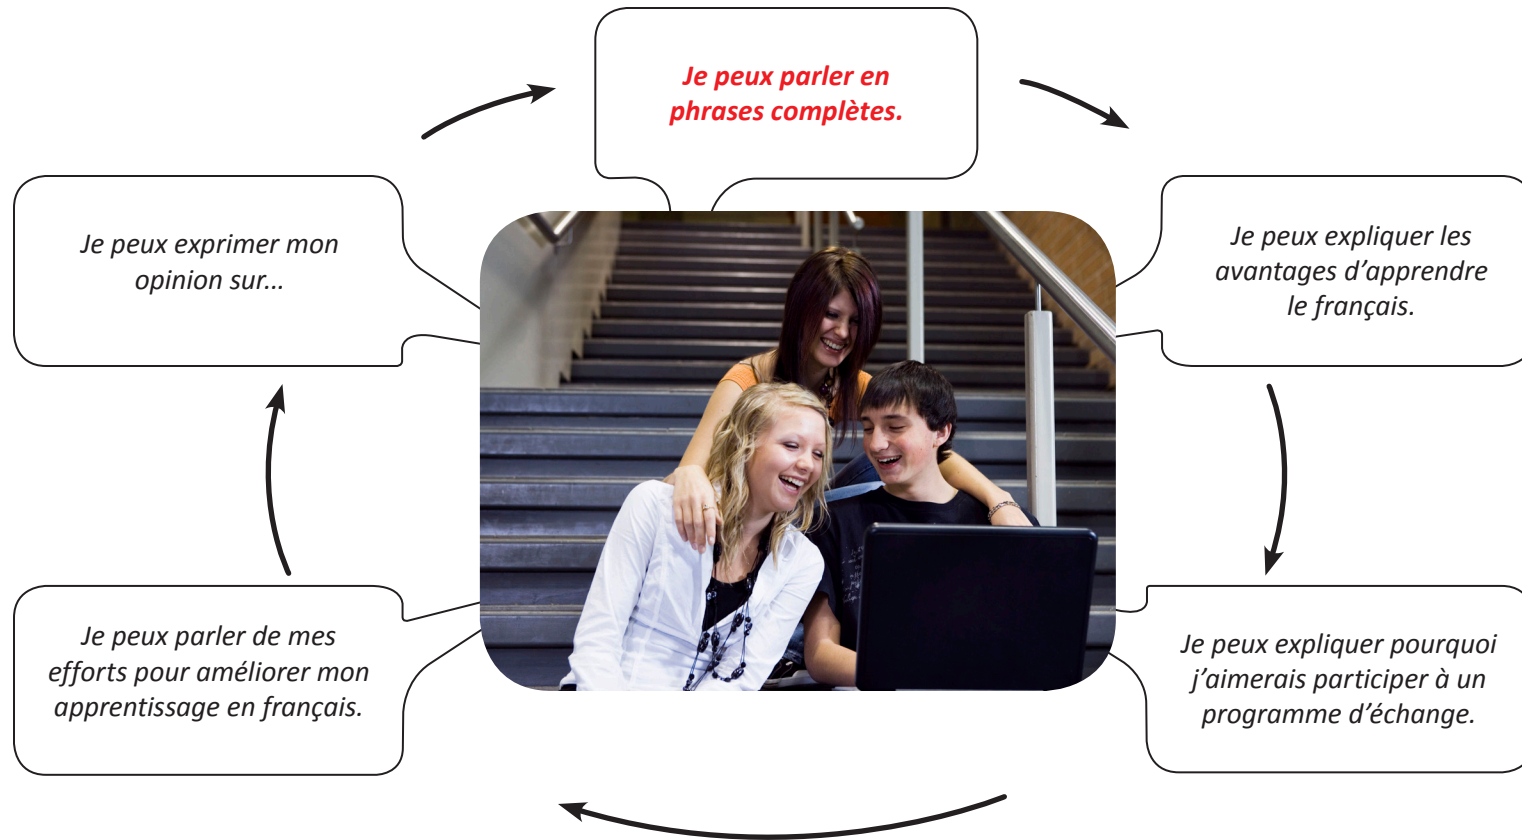 Je peux parler en
phrases complètes.
Je peux expliquer les
avantages d’apprendre
le français.
Je peux expliquer pourquoi
j’aimerais participer à un
programme d’échange.
Je peux parler de mes
efforts pour améliorer mon
apprentissage en français.
Je peux exprimer mon
opinion sur...